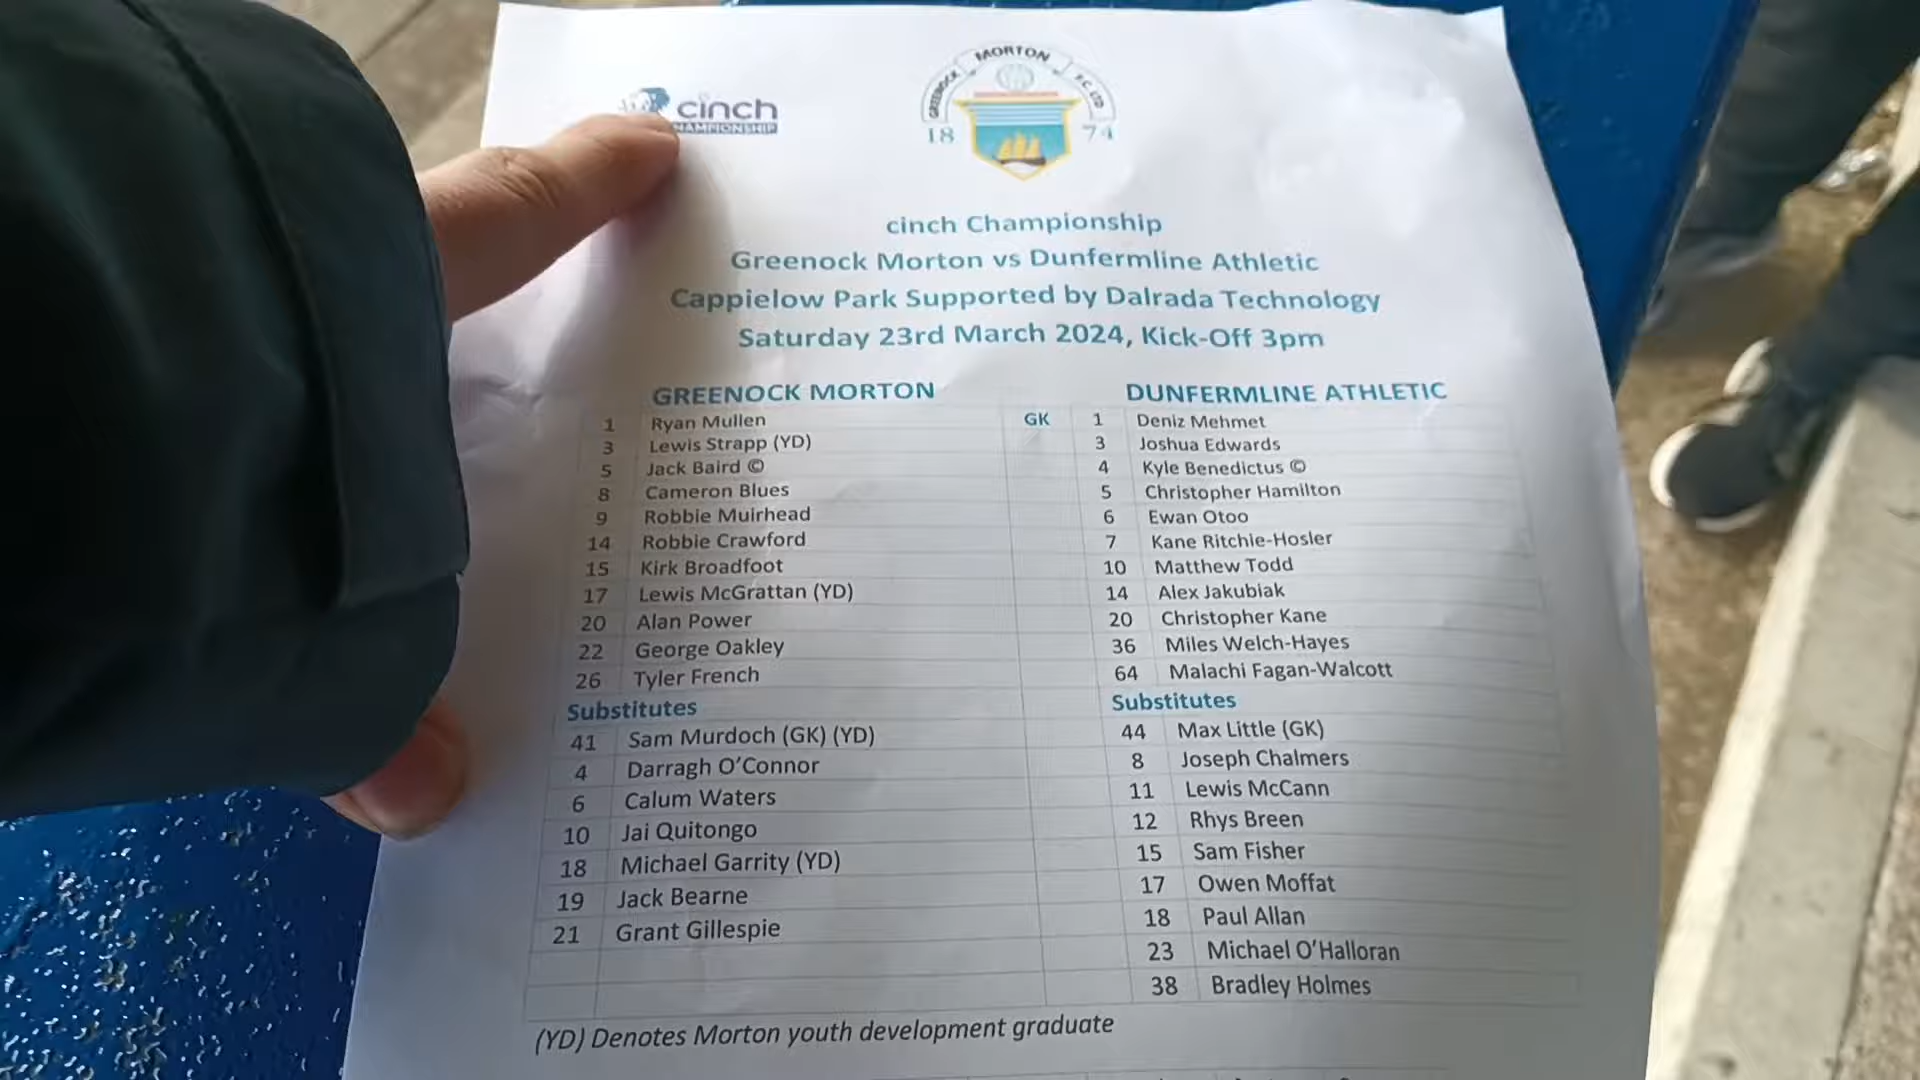 cinch
CHAMPIONSHIP
GREENOCK MORTON F.C. LTD
18 74
cinch Championship
Greenock Morton vs Dunfermline Athletic
Cappielow Park Supported by Dalrada Technology
Saturday 23rd March 2024, Kick-Off 3pm
GREENOCK MORTON DUNFERMLINE ATHLETIC
1 Ryan Mullen GK 1 Deniz Mehmet
3 Lewis Strapp (YD) 3 Joshua Edwards
5 Jack Baird © 4 Kyle Benedictus ©
8 Cameron Blues 5 Christopher Hamilton
9 Robbie Muirhead 6 Ewan Otoo
14 Robbie Crawford 7 Kane Ritchie-Hosler
15 Kirk Broadfoot 10 Matthew Todd
17 Lewis McGrattan (YD) 14 Alex Jakubiak
20 Alan Power 20 Christopher Kane
22 George Oakley 36 Miles Welch-Hayes
26 Tyler French 64 Malachi Fagan-Walcott
Substitutes Substitutes
41 Sam Murdoch (GK) (YD) 44 Max Little (GK)
4 Darragh O’Connor 8 Joseph Chalmers
6 Calum Waters 11 Lewis McCann
10 Jai Quitongo 12 Rhys Breen
18 Michael Garrity (YD) 15 Sam Fisher
19 Jack Bearne 17 Owen Moffat
21 Grant Gillespie 18 Paul Allan
23 Michael O’Halloran
38 Bradley Holmes
(YD) Denotes Morton youth development graduate